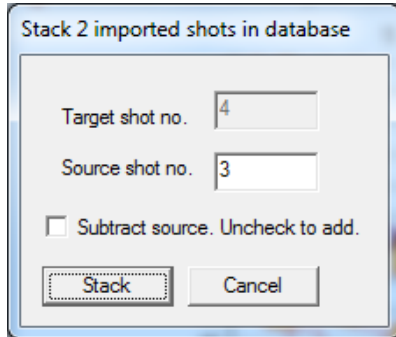 Stack 2 imported shots in database
Target shot no. 4
Source shot no. 3
Subtract source. Uncheck to add.
Stack Cancel